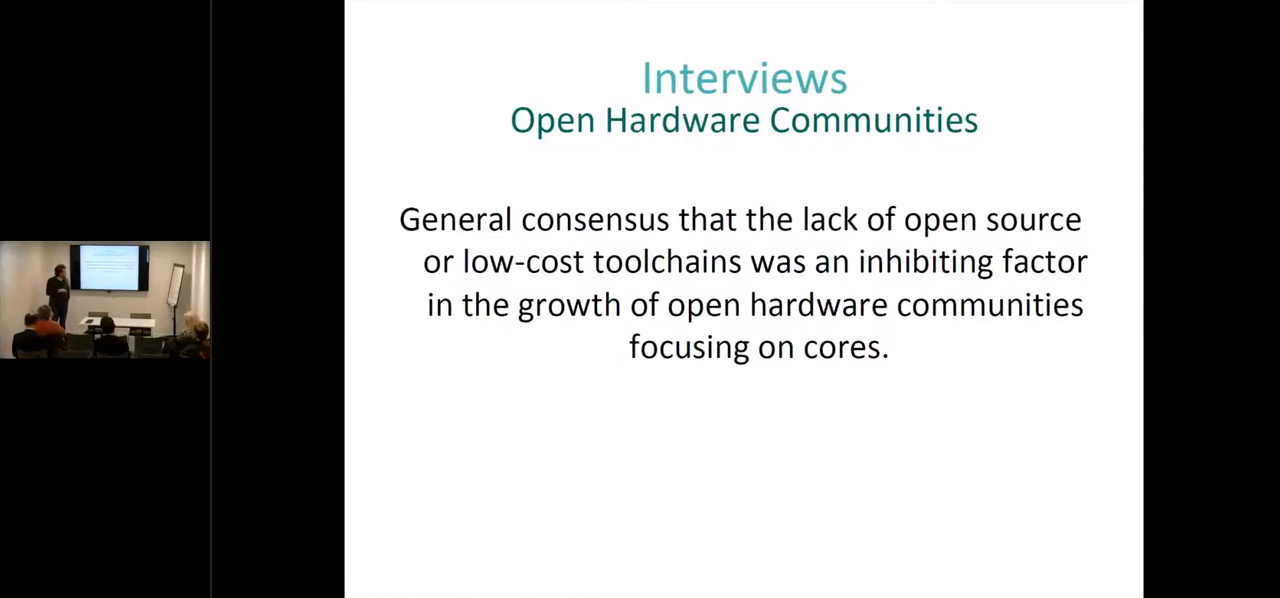 Interviews
Open Hardware Communities
General consensus that the lack of open source
or low-cost toolchains was an inhibiting factor
in the growth of open hardware communities
focusing on cores.